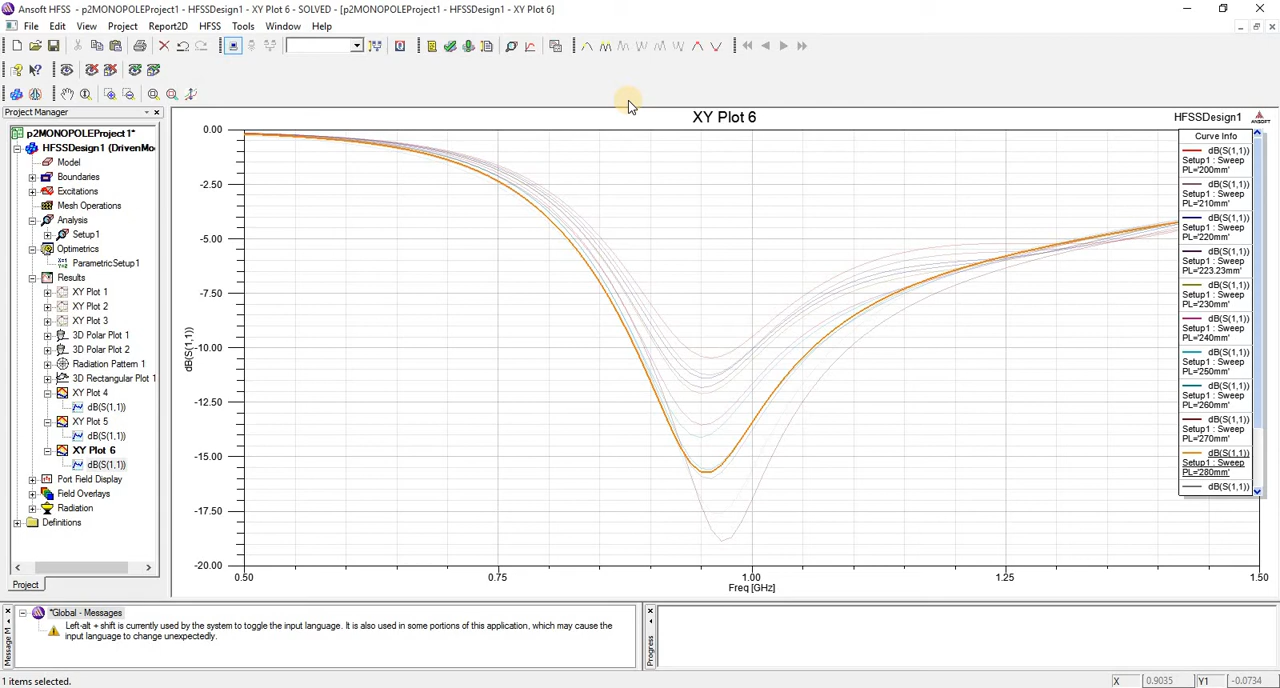 Ansoft HFSS - p2MONOPOLEProject1 - HFSSDesign1 - XY Plot 6 - SOLVED - [p2MONOPOLEProject1 - HFSSDesign1 - XY Plot 6]
File Edit View Project Report2D HFSS Tools Window Help
Project Manager
p2MONOPOLEProject1*
HFSSDesign1 (DrivenMo
Model
Boundaries
Excitations
Mesh Operations
Analysis
Setup1
Optimetrics
ParametricSetup1
Results
XY Plot 1
XY Plot 2
XY Plot 3
3D Polar Plot 1
3D Polar Plot 2
Radiation Pattern 1
3D Rectangular Plot 1
XY Plot 4
dB(S(1,1))
XY Plot 5
dB(S(1,1))
XY Plot 6
dB(S(1,1))
Port Field Display
Field Overlays
Radiation
Definitions
Project
XY Plot 6
HFSSDesign1
ANSOFT
0.00
-2.50
-5.00
-7.50
-10.00
-12.50
-15.00
-17.50
-20.00
dB(S(1,1))
0.50 0.75 1.00 1.25 1.50
Freq [GHz]
Curve Info
dB(S(1,1))
Setup1 : Sweep
PL='200mm'
dB(S(1,1))
Setup1 : Sweep
PL='210mm'
dB(S(1,1))
Setup1 : Sweep
PL='220mm'
dB(S(1,1))
Setup1 : Sweep
PL='223.23mm'
dB(S(1,1))
Setup1 : Sweep
PL='230mm'
dB(S(1,1))
Setup1 : Sweep
PL='240mm'
dB(S(1,1))
Setup1 : Sweep
PL='250mm'
dB(S(1,1))
Setup1 : Sweep
PL='260mm'
dB(S(1,1))
Setup1 : Sweep
PL='270mm'
dB(S(1,1))
Setup1 : Sweep
PL='280mm'
dB(S(1,1))
Message M
*Global - Messages
Left-alt + shift is currently used by the system to toggle the input language. It is also used in some portions of this application, which may cause the
input language to change unexpectedly.
Progress
1 items selected.
X 0.9035 Y1 -0.0734